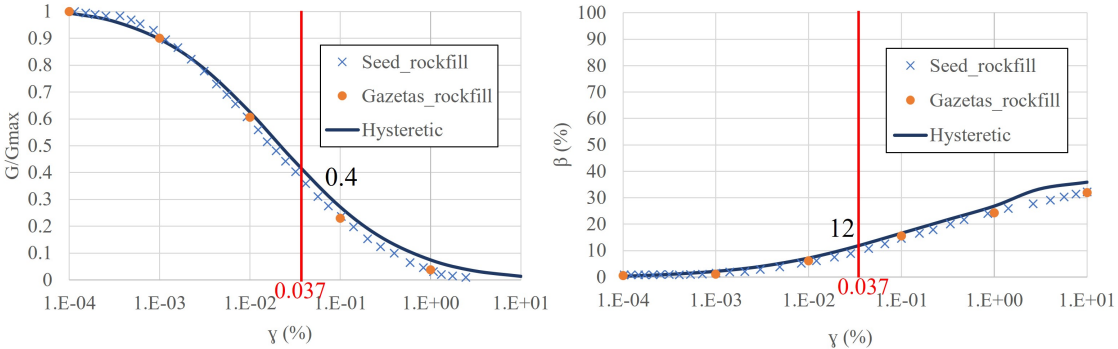 1
0.9
0.8
0.7
0.6
0.5
0.4
0.3
0.2
0.1
0
G/Gmax
Seed_rockfill
Gazetas_rockfill
Hysteretic
0.4
0.037
1.E-04 1.E-03 1.E-02 1.E-01 1.E+00 1.E+01
ɣ (%)
100
90
80
70
60
50
40
30
20
10
0
β (%)
Seed_rockfill
Gazetas_rockfill
Hysteretic
12
0.037
1.E-04 1.E-03 1.E-02 1.E-01 1.E+00 1.E+01
ɣ (%)